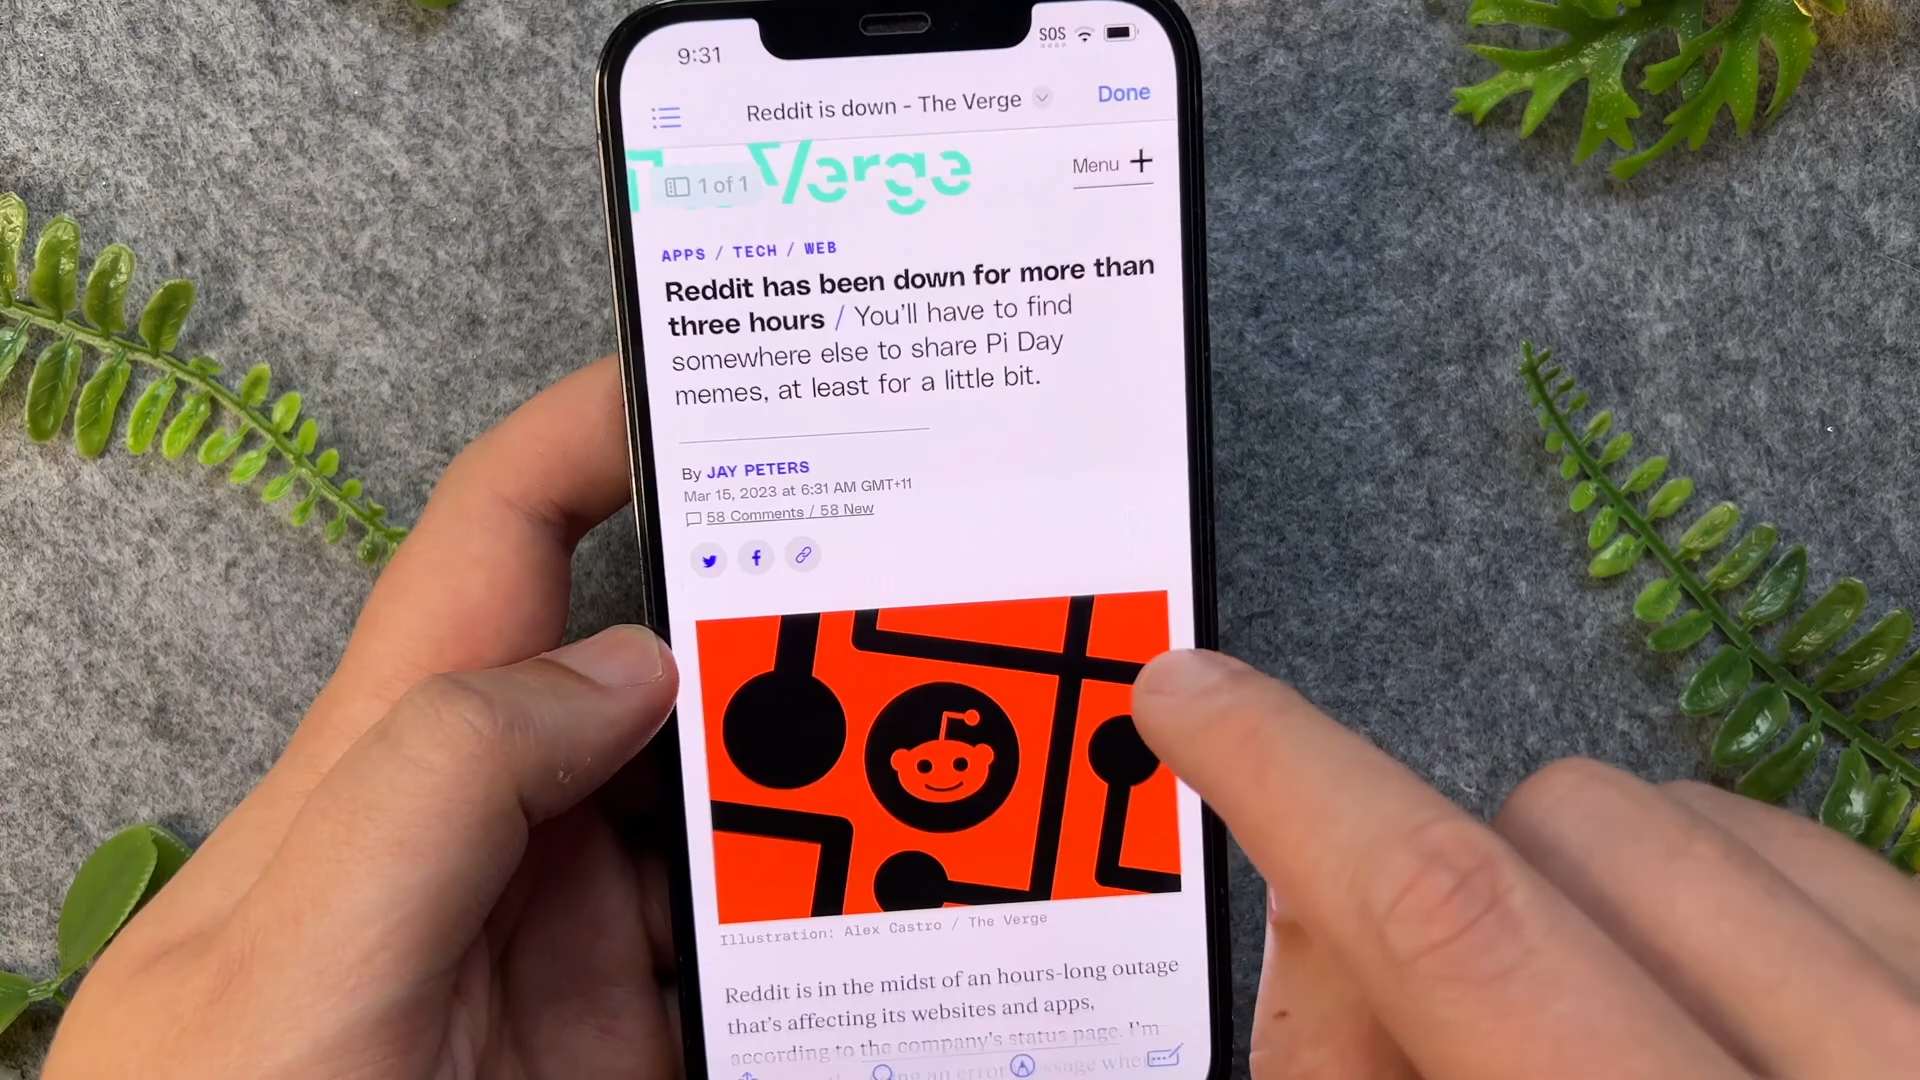 9:31
SOS
Reddit is down - The Verge
Done
Verge
1 of 1
Menu
APPS / TECH / WEB
Reddit has been down for more than
three hours / You'll have to find
somewhere else to share Pi Day
memes, at least for a little bit.
By JAY PETERS
Mar 15, 2023 at 6:31 AM GMT+11
58 Comments / 58 New
Illustration: Alex Castro / The Verge
Reddit is in the midst of an hours-long outage
that's affecting its websites and apps,
according to the company's status page. I'm
an error